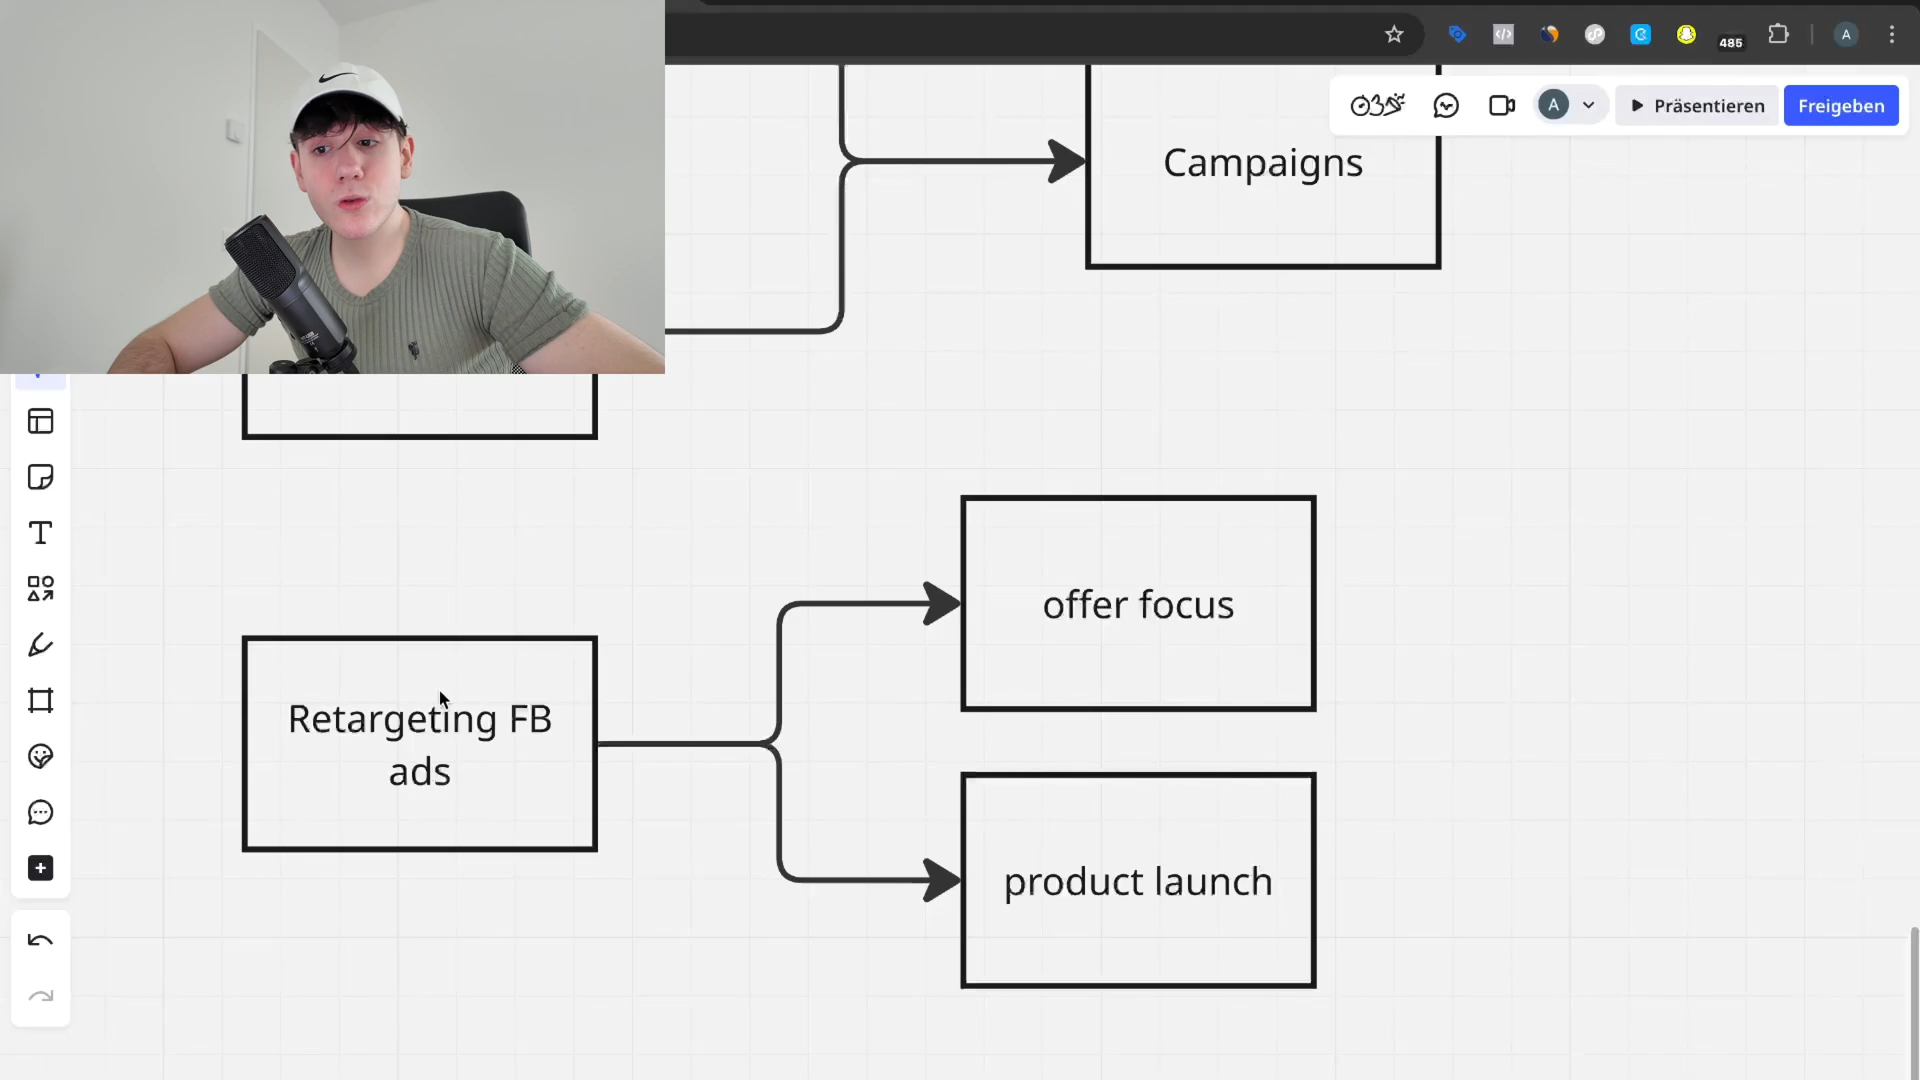 485
A
A
Präsentieren
Freigeben
Campaigns
offer focus
Retargeting FB
ads
product launch